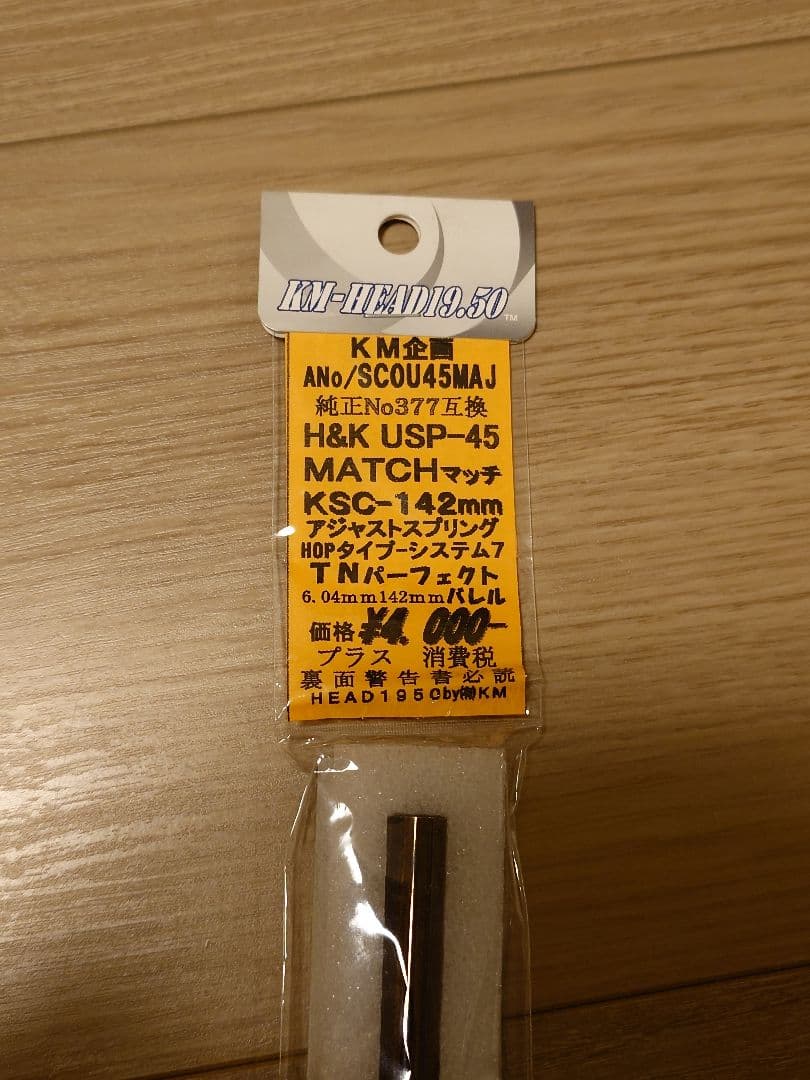 KM-HEAD19.50
TM
KM企画
ANo/SCOU45MAJ
純正No377互換
H&K USP-45
MATCHマッチ
KSC-142mm
アジャストスプリング
HOPタイプ-システム7
TNパーフェクト
6.04mm142mmバレル
価格 ¥4.000-
プラス 消費税
裏面警告書必読
HEAD1950by㈱KM